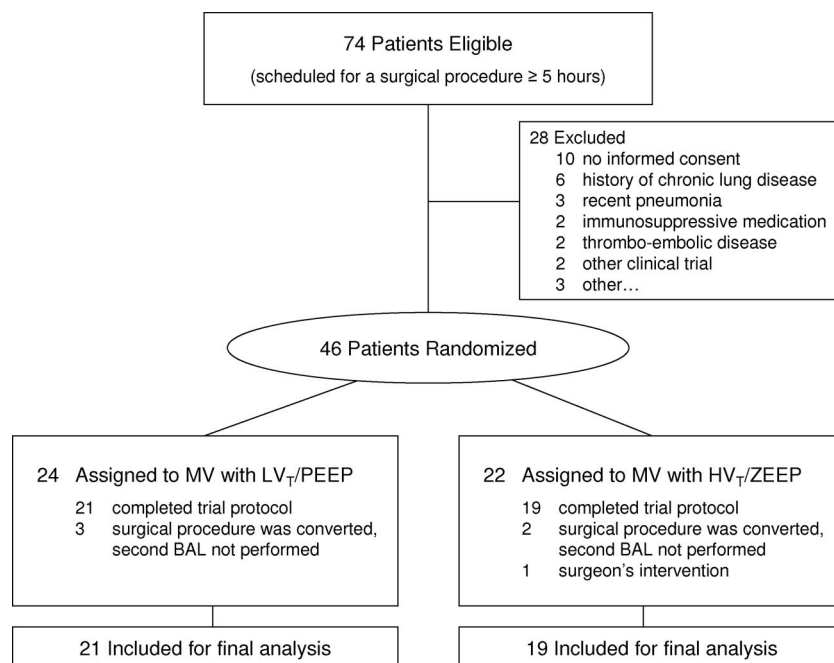 74 Patients Eligible
(scheduled for a surgical procedure ≥ 5 hours)
28 Excluded
10 no informed consent
6 history of chronic lung disease
3 recent pneumonia
2 immunosuppressive medication
2 thrombo-embolic disease
2 other clinical trial
3 other…
46 Patients Randomized
24 Assigned to MV with LV_T/PEEP
21 completed trial protocol
3 surgical procedure was converted,
second BAL not performed
22 Assigned to MV with HV_T/ZEEP
19 completed trial protocol
2 surgical procedure was converted,
second BAL not performed
1 surgeon's intervention
21 Included for final analysis
19 Included for final analysis